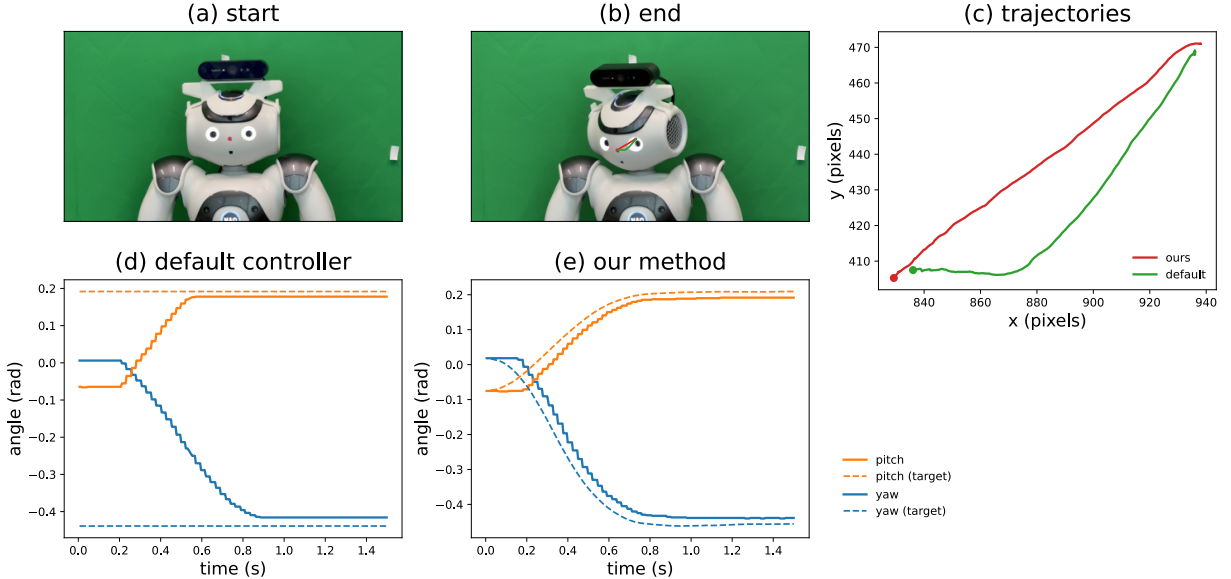 (a) start
(b) end
(c) trajectories
NAO
NAO
470
460
450
440
430
420
410
y (pixels)
840
860
880
900
920
940
x (pixels)
ours
default
(d) default controller
0.2
0.1
0.0
−0.1
−0.2
−0.3
−0.4
angle (rad)
0.0
0.2
0.4
0.6
0.8
1.0
1.2
1.4
time (s)
(e) our method
0.2
0.1
0.0
−0.1
−0.2
−0.3
−0.4
angle (rad)
0.0
0.2
0.4
0.6
0.8
1.0
1.2
1.4
time (s)
pitch
pitch (target)
yaw
yaw (target)